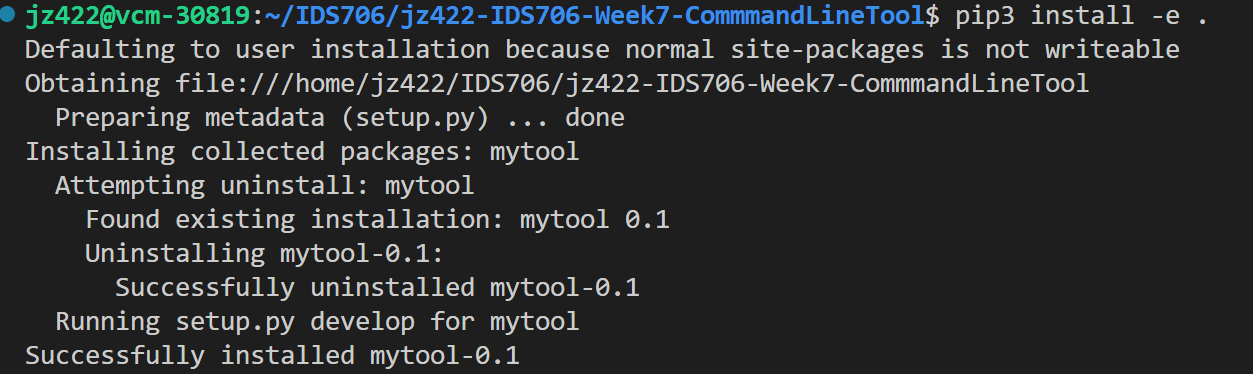 jz422@vcm-30819:~/IDS706/jz422-IDS706-Week7-CommmandLineTool$ pip3 install -e .
Defaulting to user installation because normal site-packages is not writeable
Obtaining file:///home/jz422/IDS706/jz422-IDS706-Week7-CommmandLineTool
  Preparing metadata (setup.py) ... done
Installing collected packages: mytool
  Attempting uninstall: mytool
    Found existing installation: mytool 0.1
    Uninstalling mytool-0.1:
      Successfully uninstalled mytool-0.1
  Running setup.py develop for mytool
Successfully installed mytool-0.1